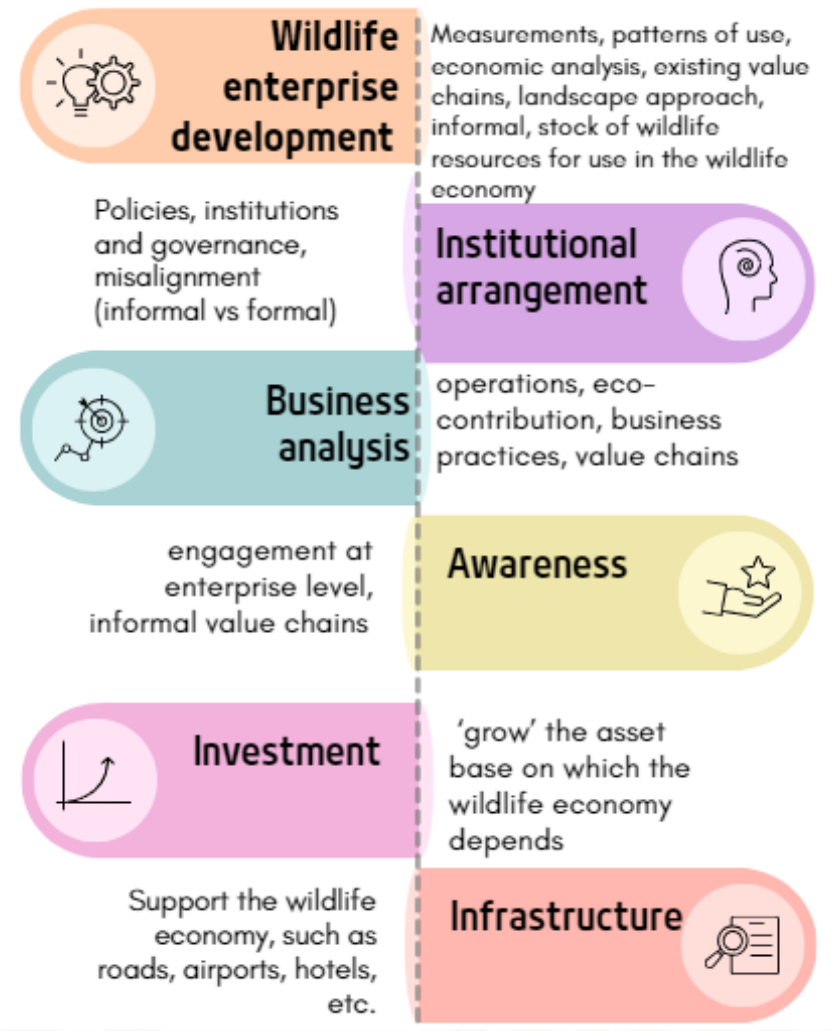 Wildlife
enterprise
development
Measurements, patterns of use,
economic analysis, existing value
chains, landscape approach,
informal, stock of wildlife
resources for use in the wildlife
economy
Institutional
arrangement
Policies, institutions
and governance,
misalignment
(informal vs formal)
Business
analysis
operations, eco-
contribution, business
practices, value chains
Awareness
engagement at
enterprise level,
informal value chains
Investment
‘grow’ the asset
base on which the
wildlife economy
depends
Infrastructure
Support the wildlife
economy, such as
roads, airports, hotels,
etc.